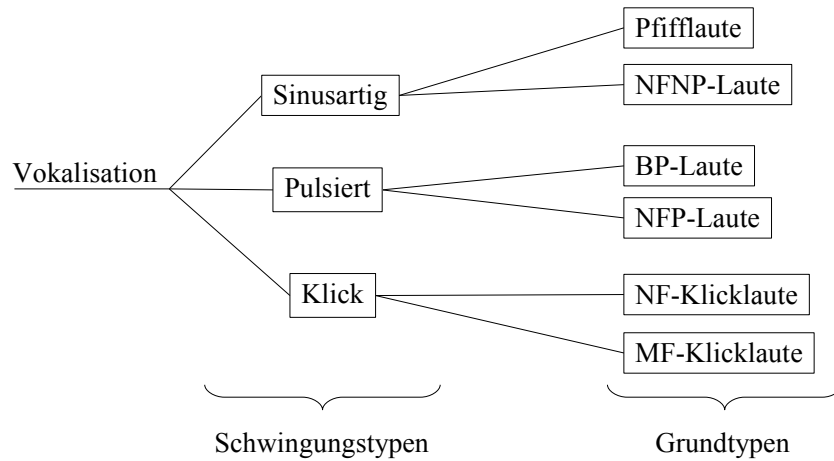 Vokalisation
Sinusartig
Pulsiert
Klick
Pfifflaute
NFNP-Laute
BP-Laute
NFP-Laute
NF-Klicklaute
MF-Klicklaute
Schwingungstypen
Grundtypen